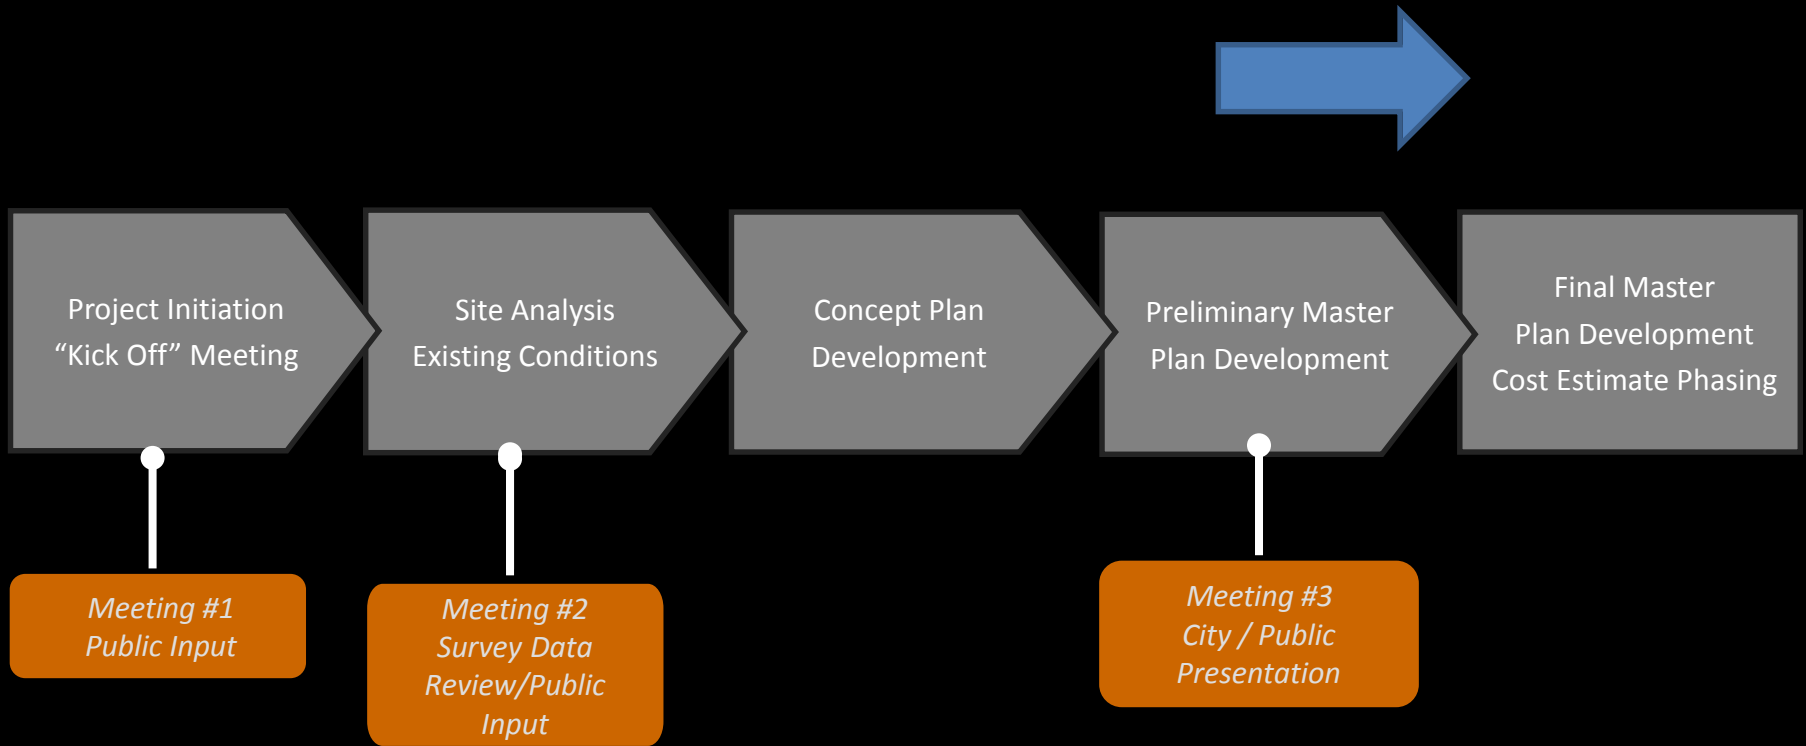 Project Initiation
“Kick Off” Meeting
Site Analysis
Existing Conditions
Concept Plan
Development
Preliminary Master
Plan Development
Final Master
Plan Development
Cost Estimate Phasing
Meeting #1
Public Input
Meeting #2
Survey Data
Review/Public
Input
Meeting #3
City / Public
Presentation